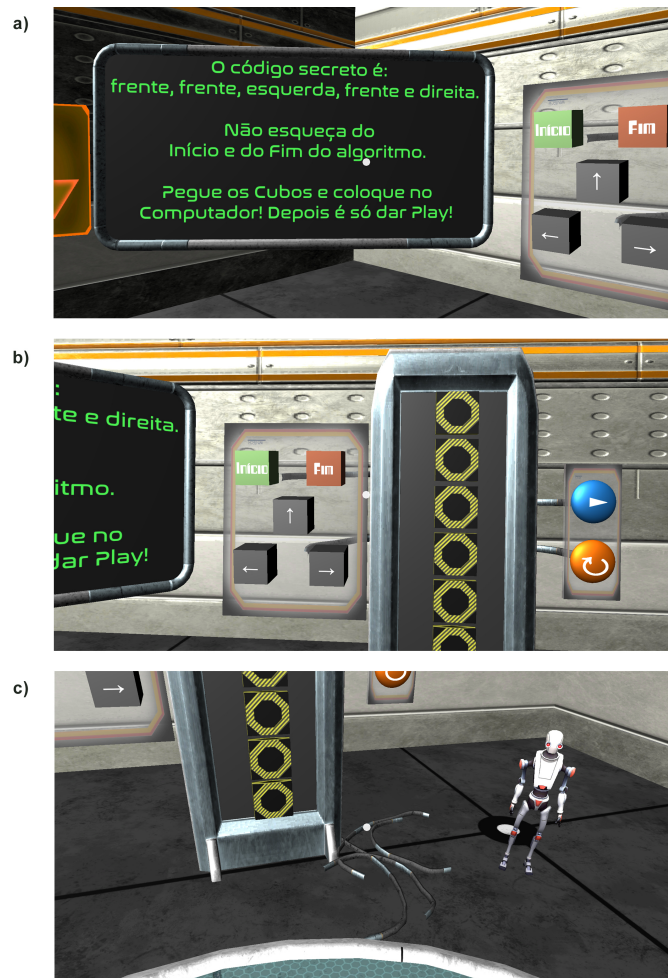 a)
O código secreto é:
frente, frente, esquerda, frente e direita.
Não esqueça do
Início e do Fim do algoritmo.
Pegue os Cubos e coloque no
Computador! Depois é só dar Play!
Início
Fim
↑
←
→
b)
:
te e direita.
itmo.
ue no
dar Play!
Início
Fim
↑
←
→
c)
→